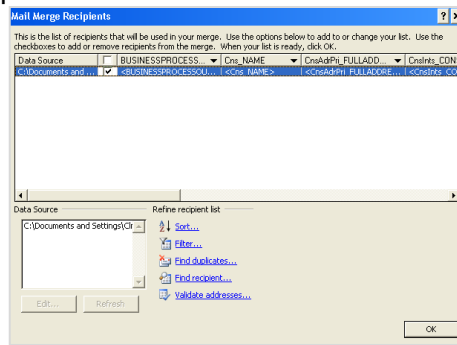 Mail Merge Recipients
This is the list of recipients that will be used in your merge. Use the options below to add to or change your list. Use the
checkboxes to add or remove recipients from the merge. When your list is ready, click OK.
Data Source BUSINESSPROCESS... Cns_NAME CnsAdrPri_FULLADD... CnsInts_CON
C:\Documents and ... <BUSINESSPROCESSOU... <Cns_NAME> <CnsAdrPri_FULLADDRE... <CnsInts_CO
Data Source Refine recipient list
C:\Documents and Settings\Clr
Sort...
Filter...
Find duplicates...
Find recipient...
Validate addresses...
Edit... Refresh
OK